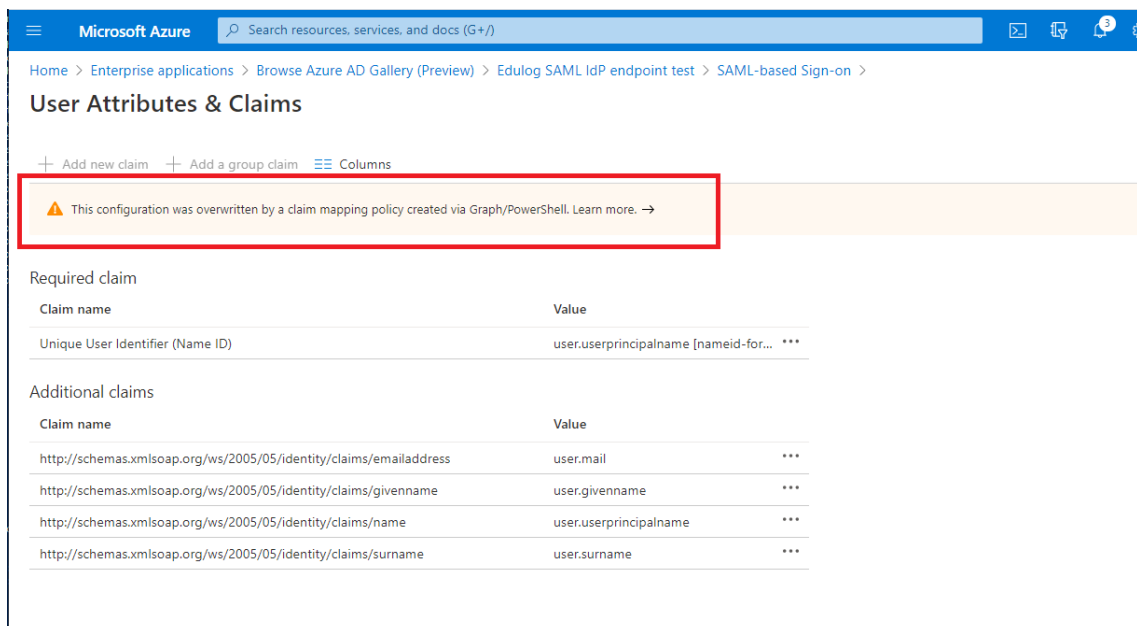 Microsoft Azure
Search resources, services, and docs (G+/)
3
Home > Enterprise applications > Browse Azure AD Gallery (Preview) > Edulog SAML IdP endpoint test > SAML-based Sign-on >
User Attributes & Claims
+ Add new claim + Add a group claim Columns
This configuration was overwritten by a claim mapping policy created via Graph/PowerShell. Learn more. →
Required claim
Claim name Value
Unique User Identifier (Name ID) user.userprincipalname [nameid-for... •••
Additional claims
Claim name Value
http://schemas.xmlsoap.org/ws/2005/05/identity/claims/emailaddress user.mail •••
http://schemas.xmlsoap.org/ws/2005/05/identity/claims/givenname user.givenname •••
http://schemas.xmlsoap.org/ws/2005/05/identity/claims/name user.userprincipalname •••
http://schemas.xmlsoap.org/ws/2005/05/identity/claims/surname user.surname •••